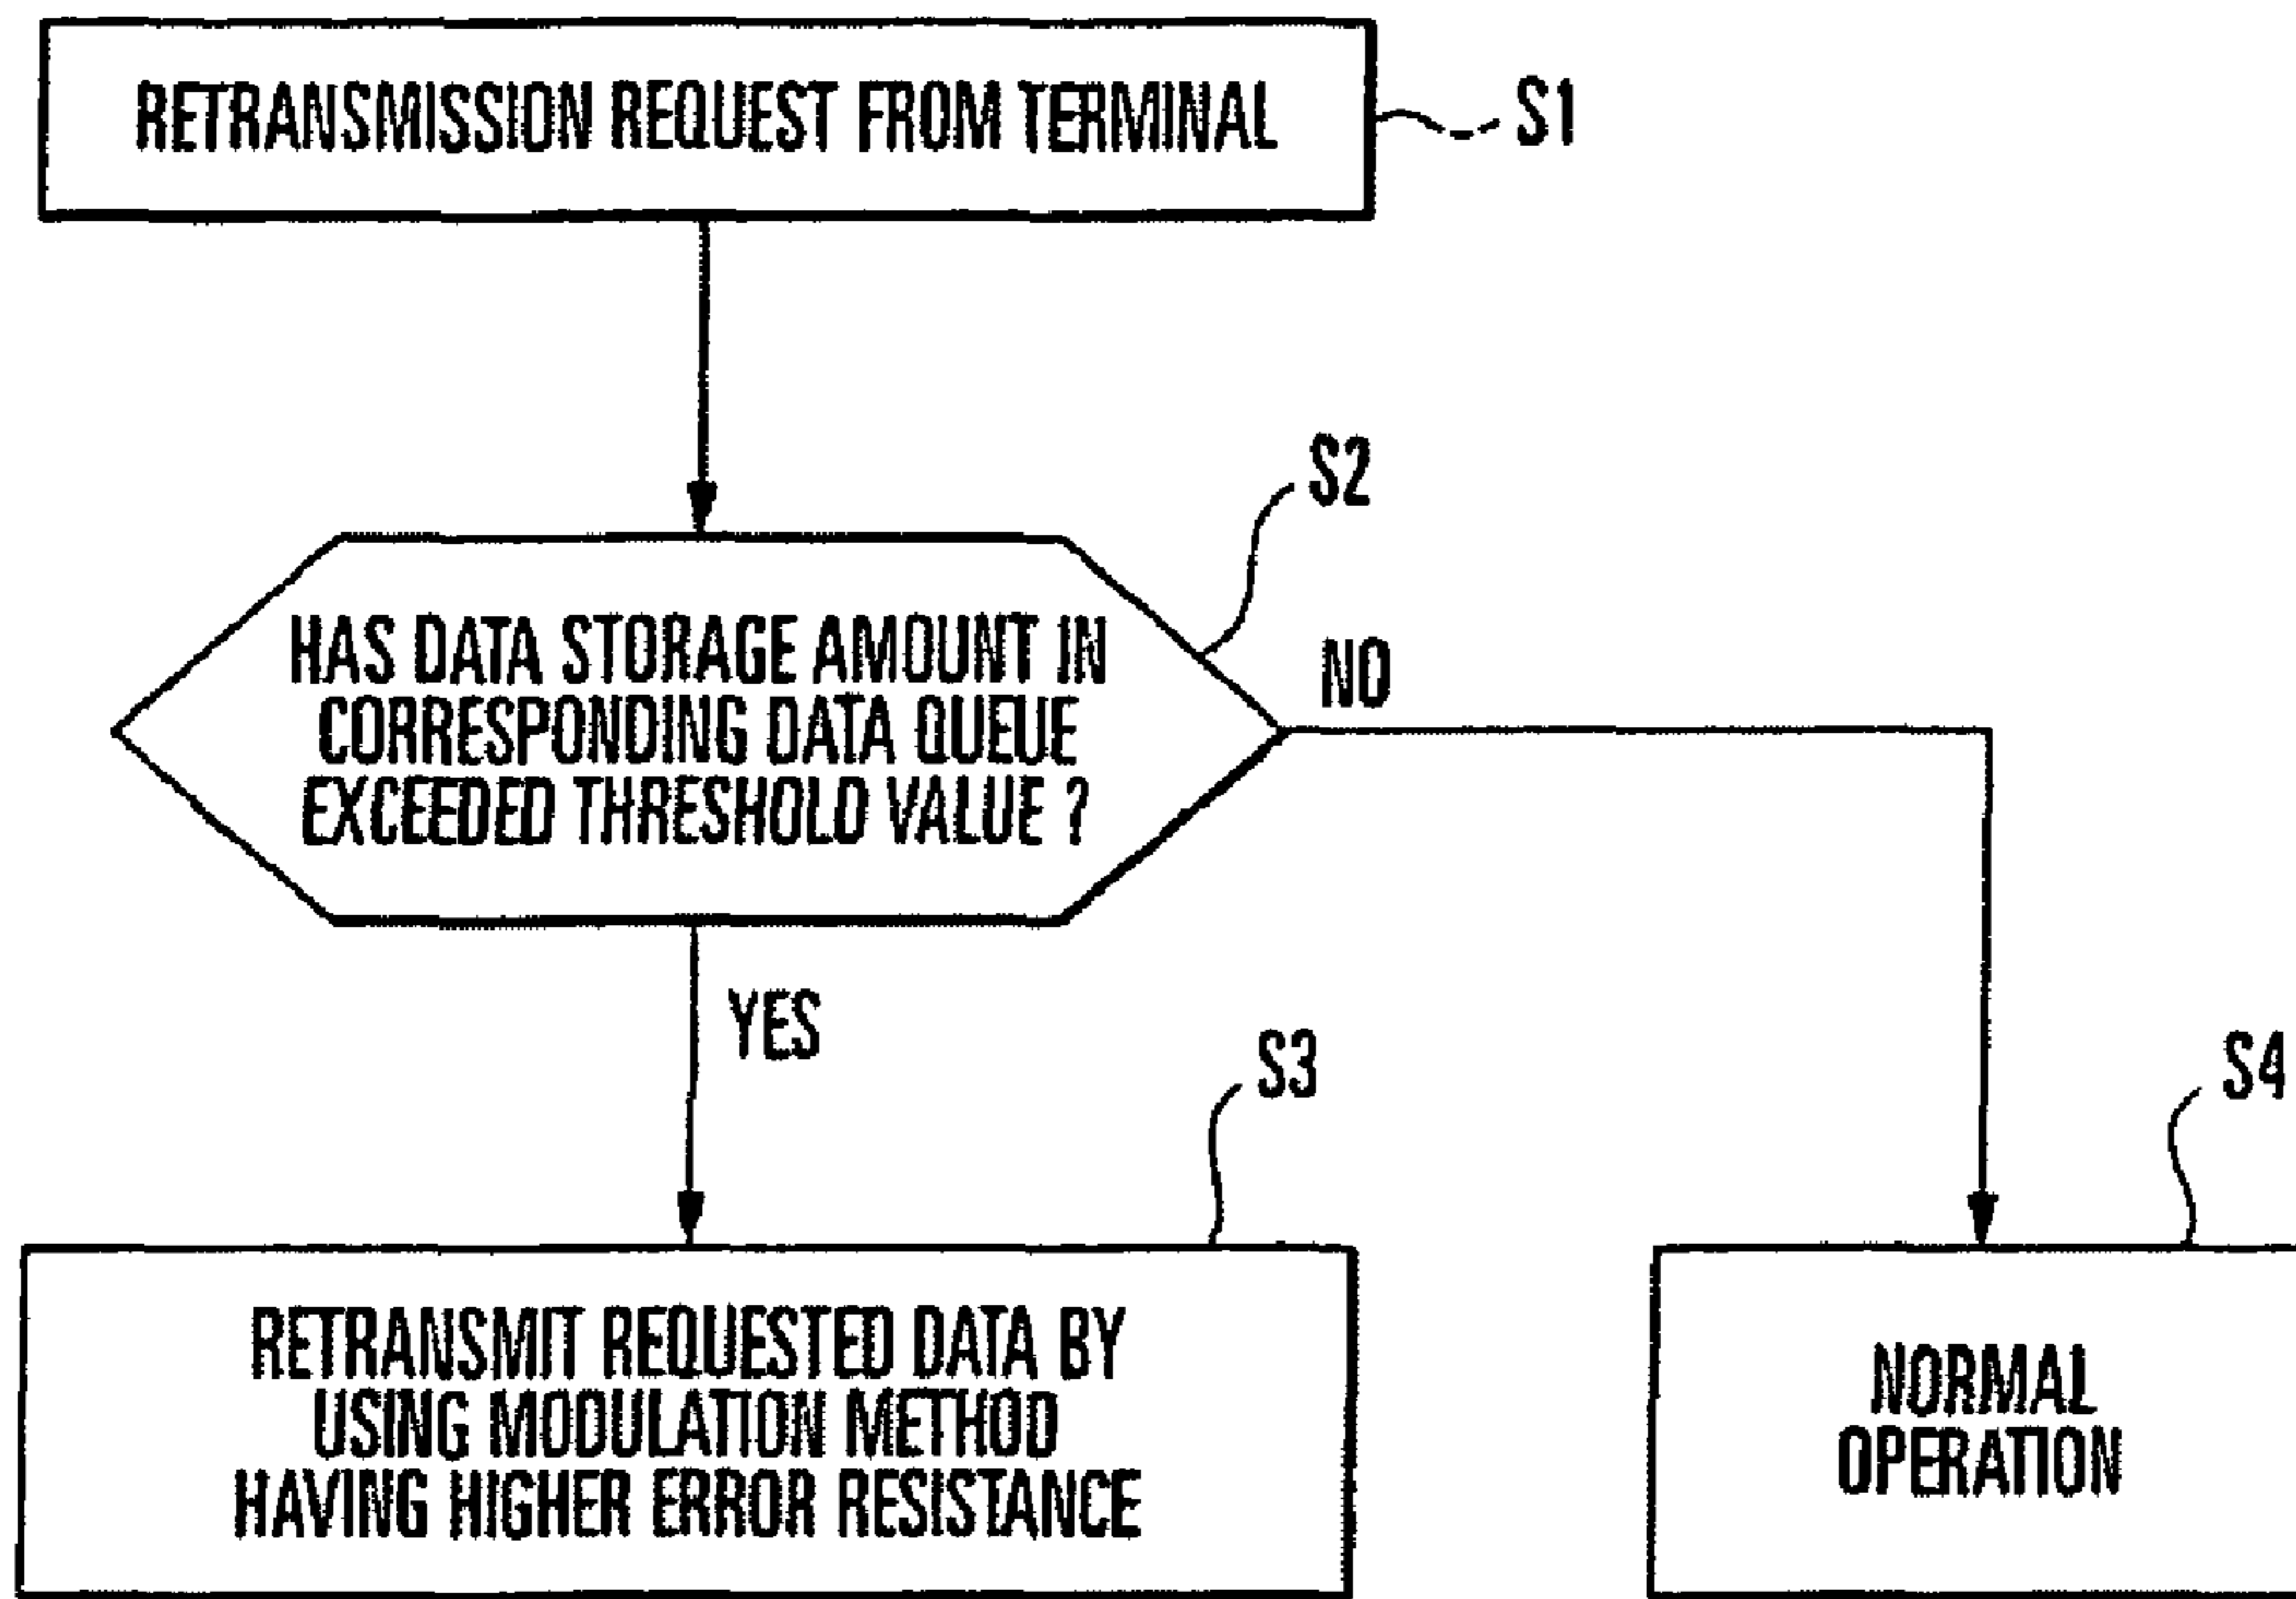 RETRANSMISSION REQUEST FROM TERMINAL
S1
S2
HAS DATA STORAGE AMOUNT IN
CORRESPONDING DATA QUEUE
EXCEEDED THRESHOLD VALUE ?
NO
YES
S3
S4
RETRANSMIT REQUESTED DATA BY
USING MODULATION METHOD
HAVING HIGHER ERROR RESISTANCE
NORMAL
OPERATION